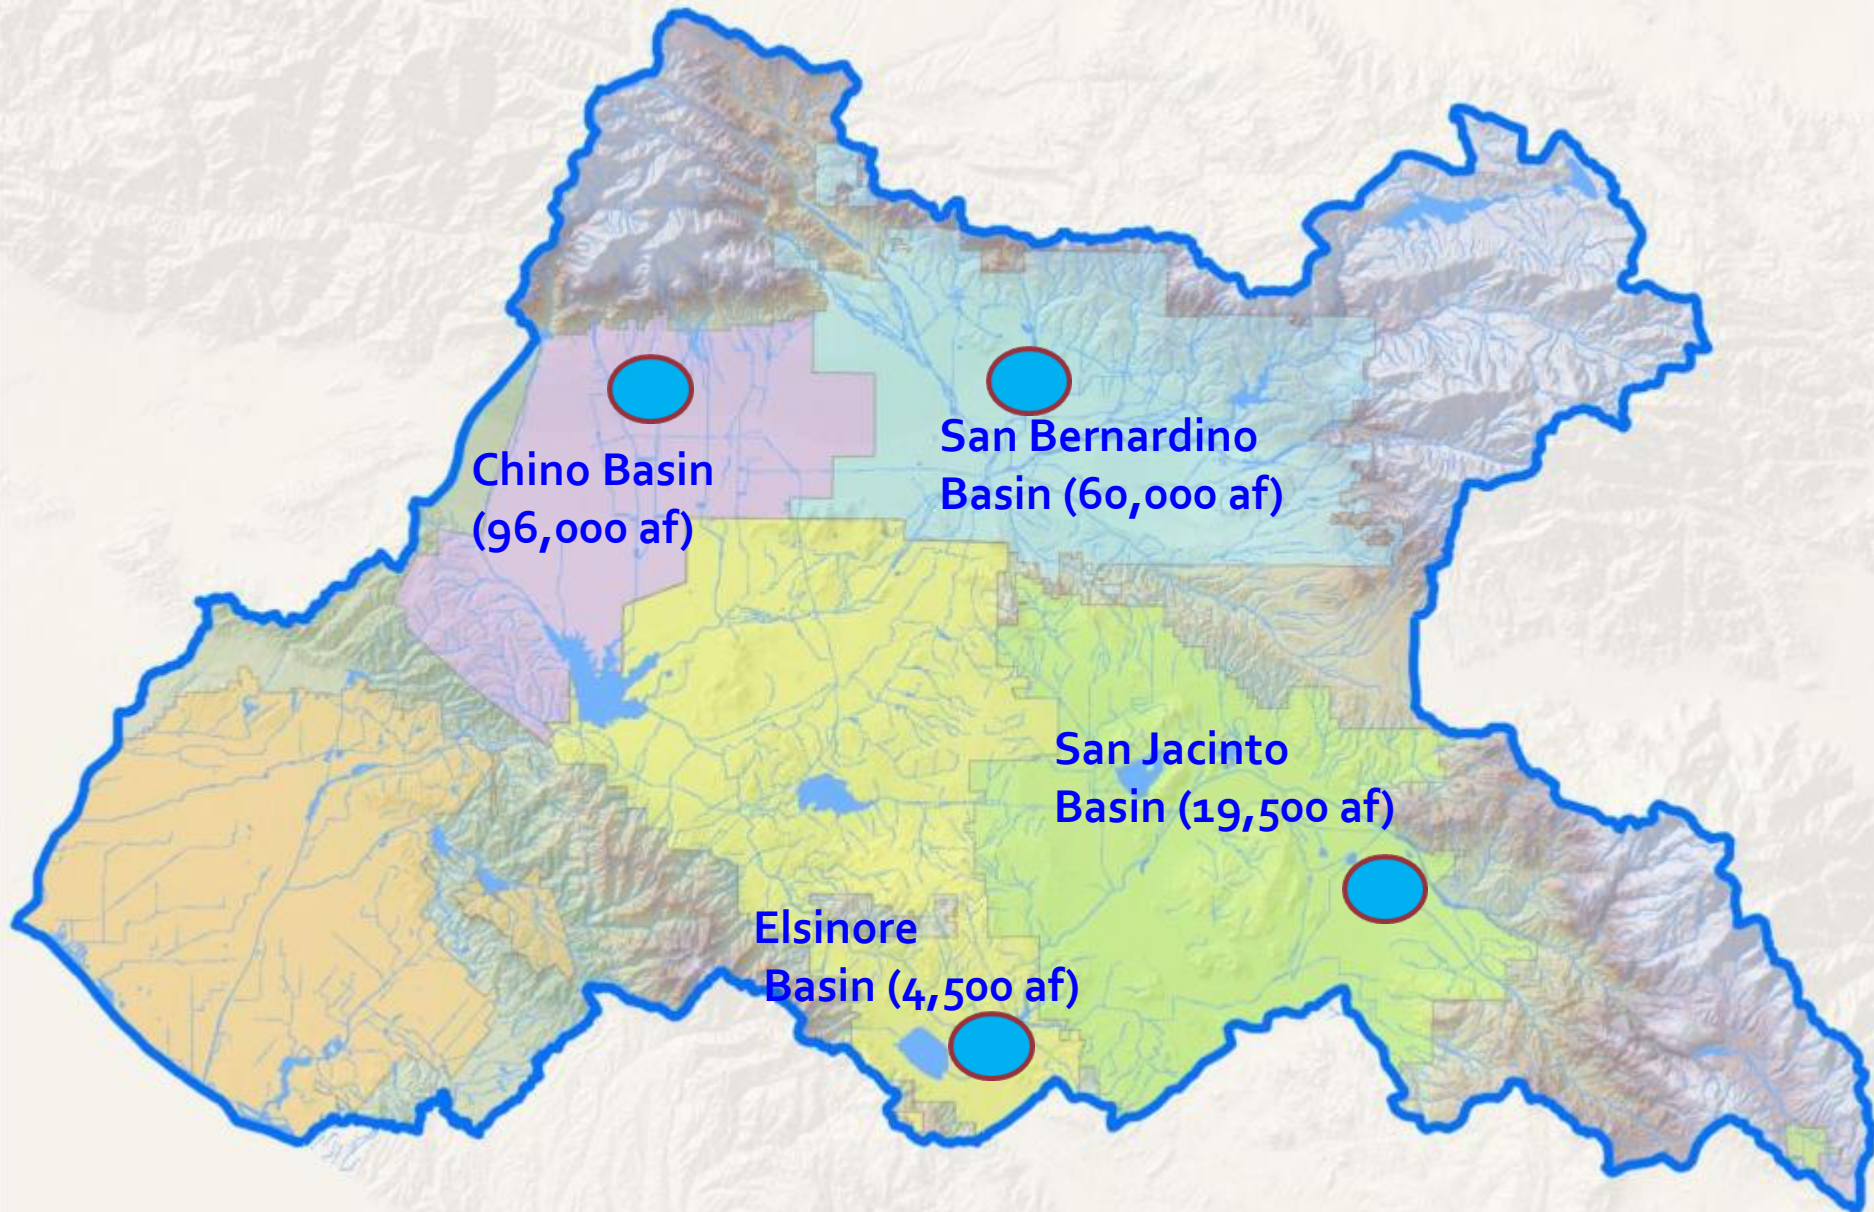 Chino Basin
(96,000 af)
San Bernardino
Basin (60,000 af)
San Jacinto
Basin (19,500 af)
Elsinore
Basin (4,500 af)